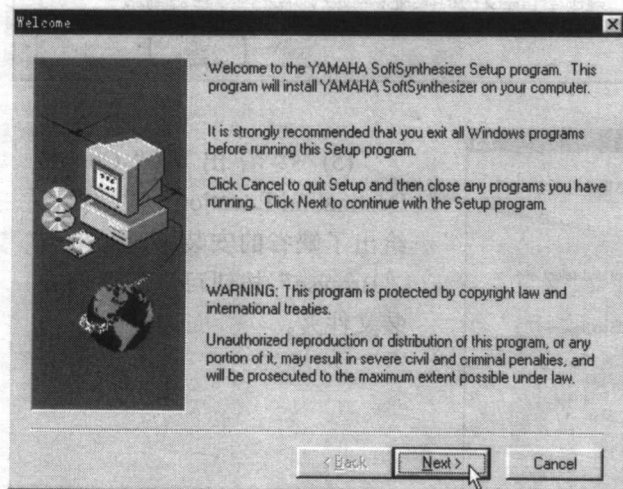 Welcome
Welcome to the YAMAHA SoftSynthesizer Setup program. This
program will install YAMAHA SoftSynthesizer on your computer.
It is strongly recommended that you exit all Windows programs
before running this Setup program.
Click Cancel to quit Setup and then close any programs you have
running. Click Next to continue with the Setup program.
WARNING: This program is protected by copyright law and
international treaties.
Unauthorized reproduction or distribution of this program, or any
portion of it, may result in severe civil and criminal penalties, and
will be prosecuted to the maximum extent possible under law.
< Back Next > Cancel